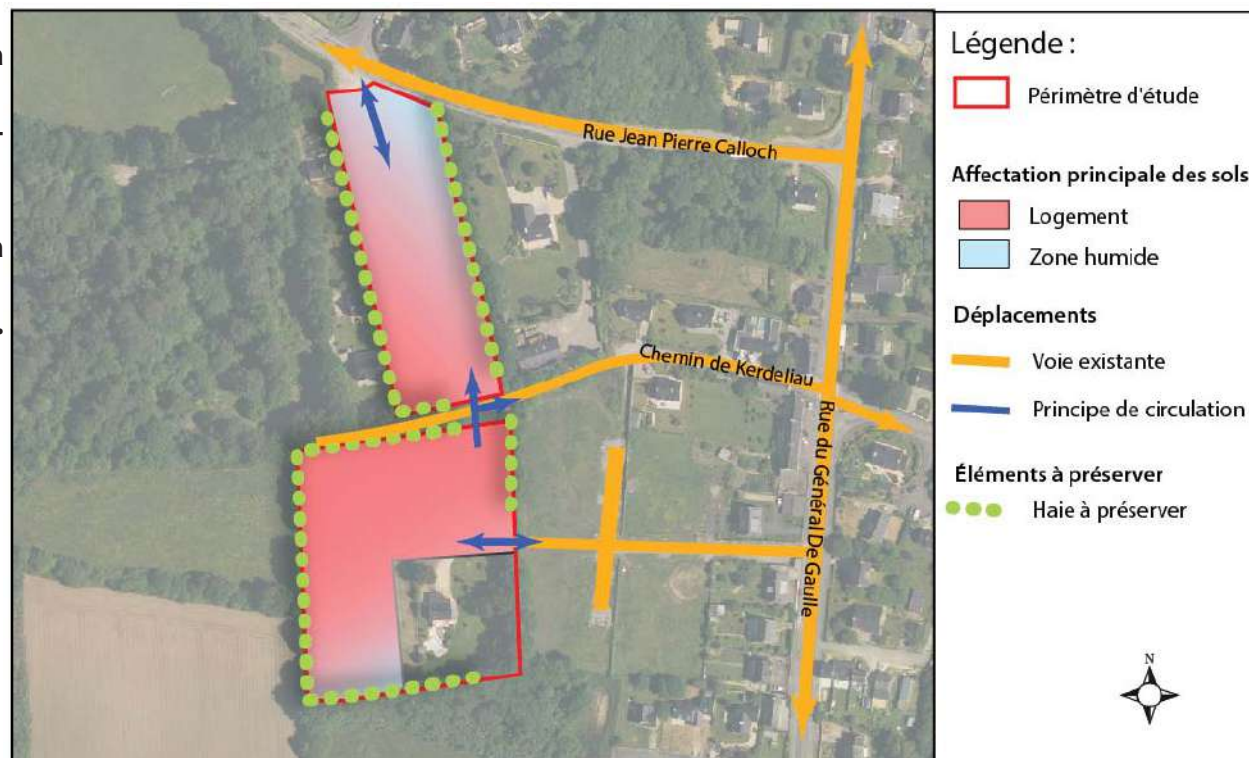 Rue Jean Pierre Calloch
Chemin de Kerdeliau
Rue du Général De Gaulle
Légende :
Périmètre d'étude
Affectation principale des sols
Logement
Zone humide
Déplacements
Voie existante
Principe de circulation
Éléments à préserver
Haie à préserver
N